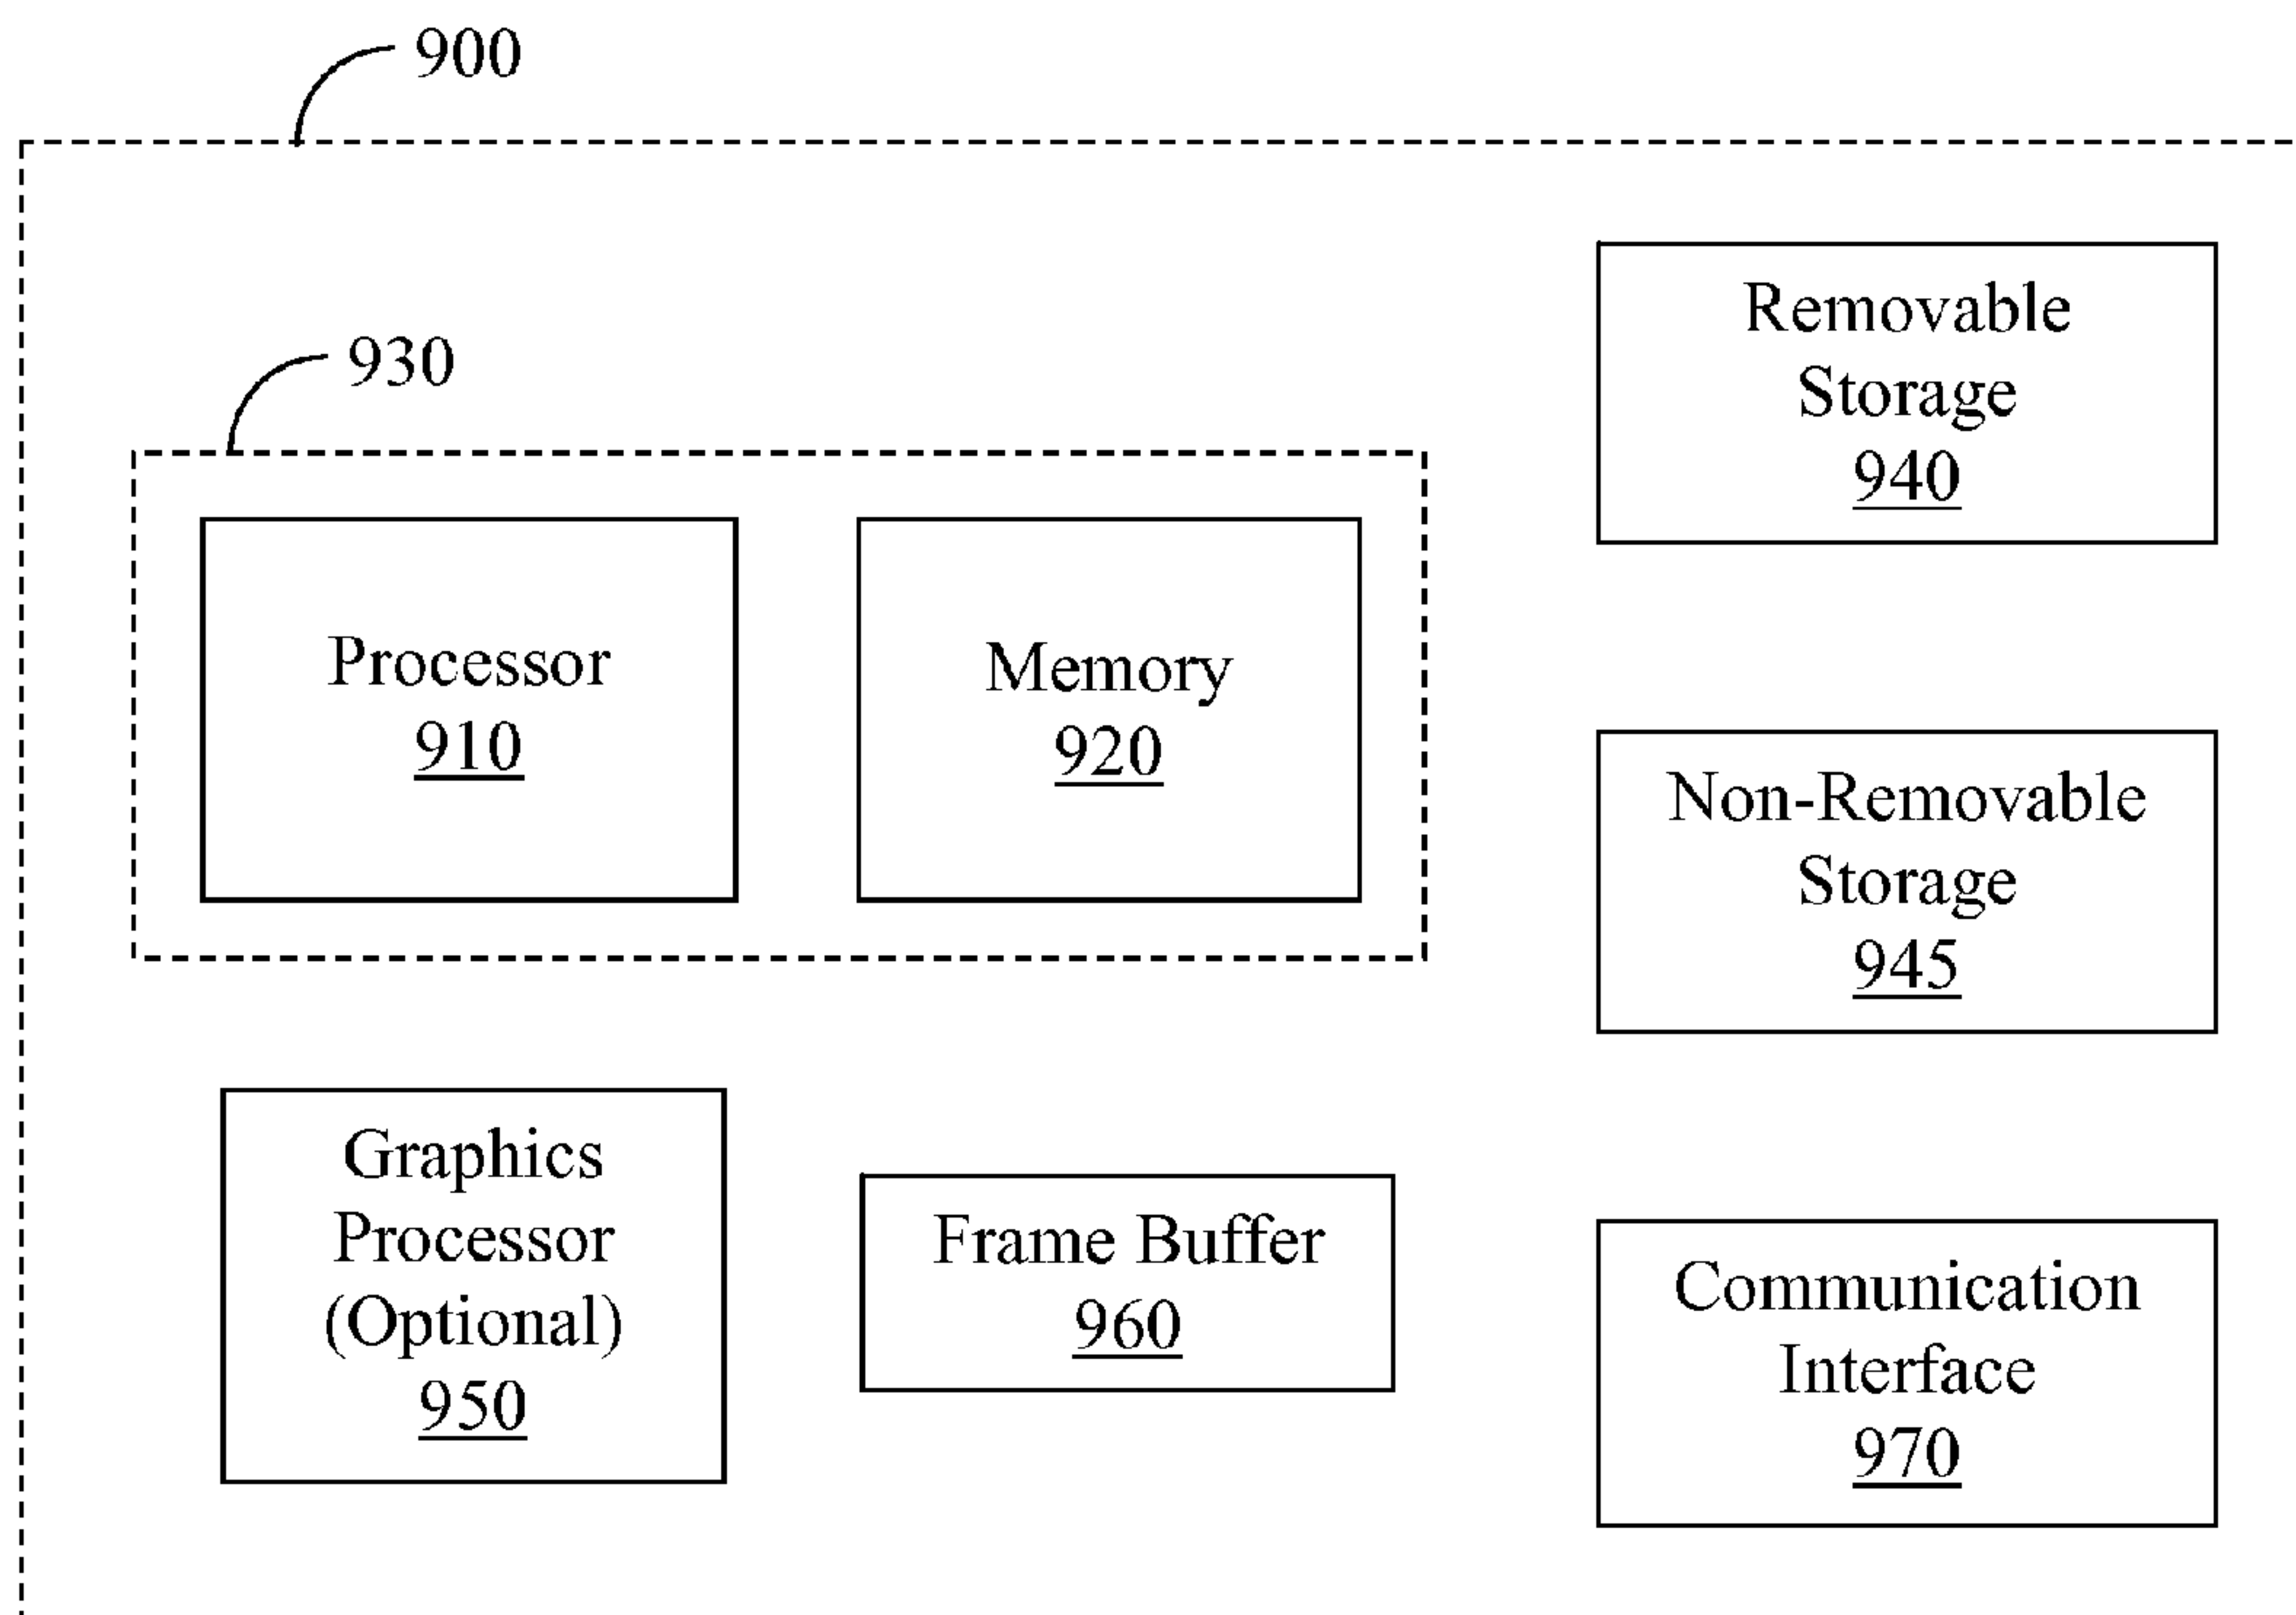 900
930
Processor
910
Memory
920
Removable
Storage
940
Non-Removable
Storage
945
Graphics
Processor
(Optional)
950
Frame Buffer
960
Communication
Interface
970